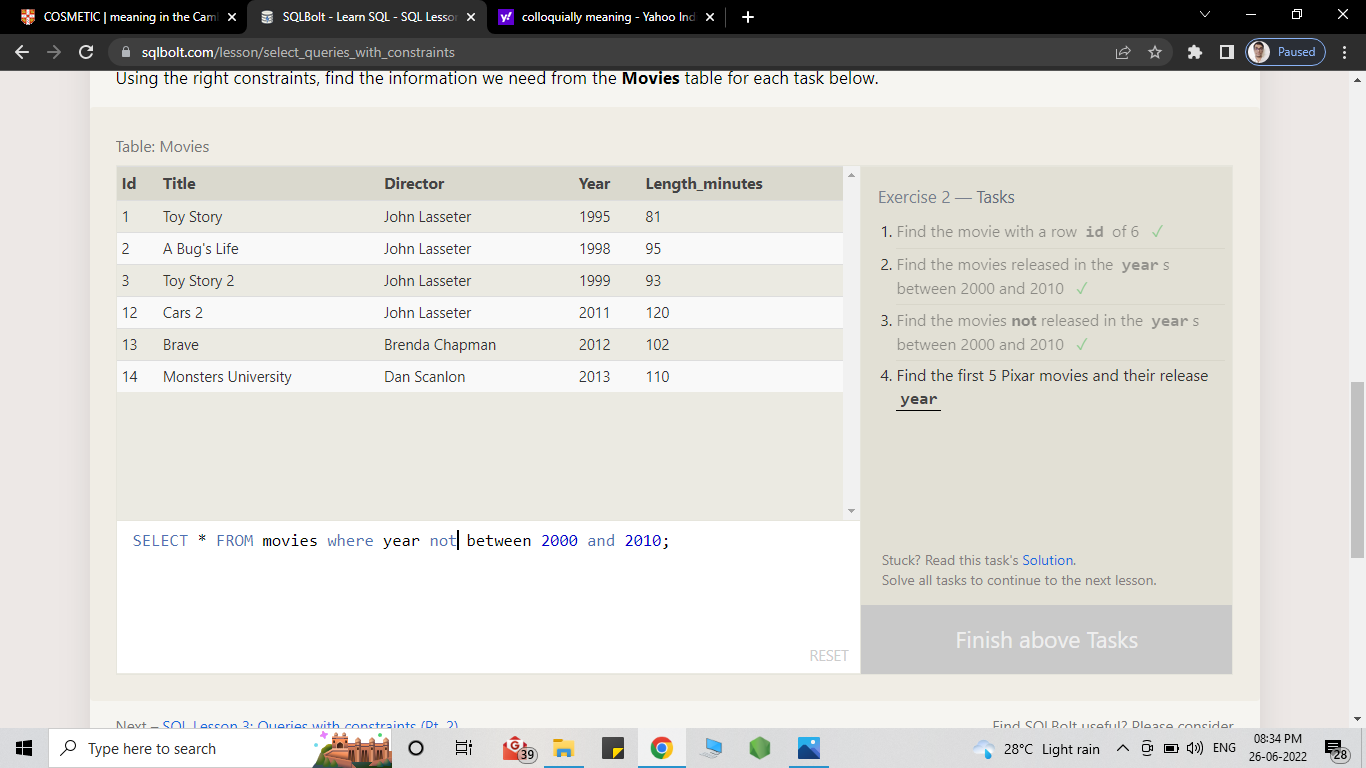 COSMETIC | meaning in the Cam
SQLBolt - Learn SQL - SQL Lesson
colloquially meaning - Yahoo Ind
sqlbolt.com/lesson/select_queries_with_constraints
Paused
Using the right constraints, find the information we need from the Movies table for each task below.
Table: Movies
Id Title Director Year Length_minutes
1 Toy Story John Lasseter 1995 81
2 A Bug's Life John Lasseter 1998 95
3 Toy Story 2 John Lasseter 1999 93
12 Cars 2 John Lasseter 2011 120
13 Brave Brenda Chapman 2012 102
14 Monsters University Dan Scanlon 2013 110
SELECT * FROM movies where year not between 2000 and 2010;
RESET
Exercise 2 — Tasks
1. Find the movie with a row id of 6 ✓
2. Find the movies released in the year s
between 2000 and 2010 ✓
3. Find the movies not released in the year s
between 2000 and 2010 ✓
4. Find the first 5 Pixar movies and their release
year
Stuck? Read this task's Solution.
Solve all tasks to continue to the next lesson.
Finish above Tasks
Next – SQL Lesson 3: Queries with constraints (Pt. 2)
Find SQLBolt useful? Please consider
Type here to search
39
28°C Light rain
ENG
08:34 PM
26-06-2022
28